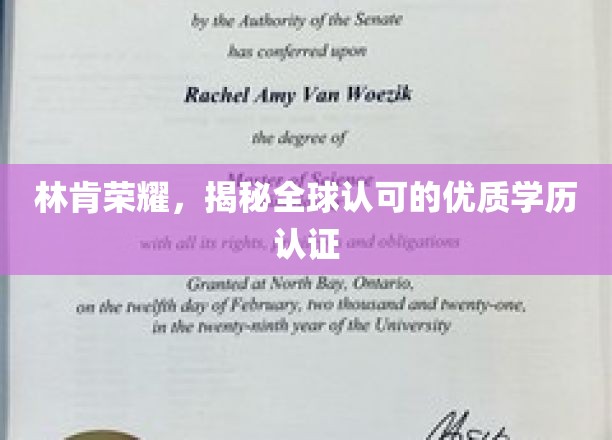 by the Authority of the Senate
has conferred upon
Rachel Amy Van Woezik
the degree of
Master of Science
林肯荣耀，揭秘全球认可的优质学历
认证
with all its rights, and obligations
Granted at North Bay, Ontario,
on the twelfth day of February, two thousand and twenty-one,
in the twenty-ninth year of the University